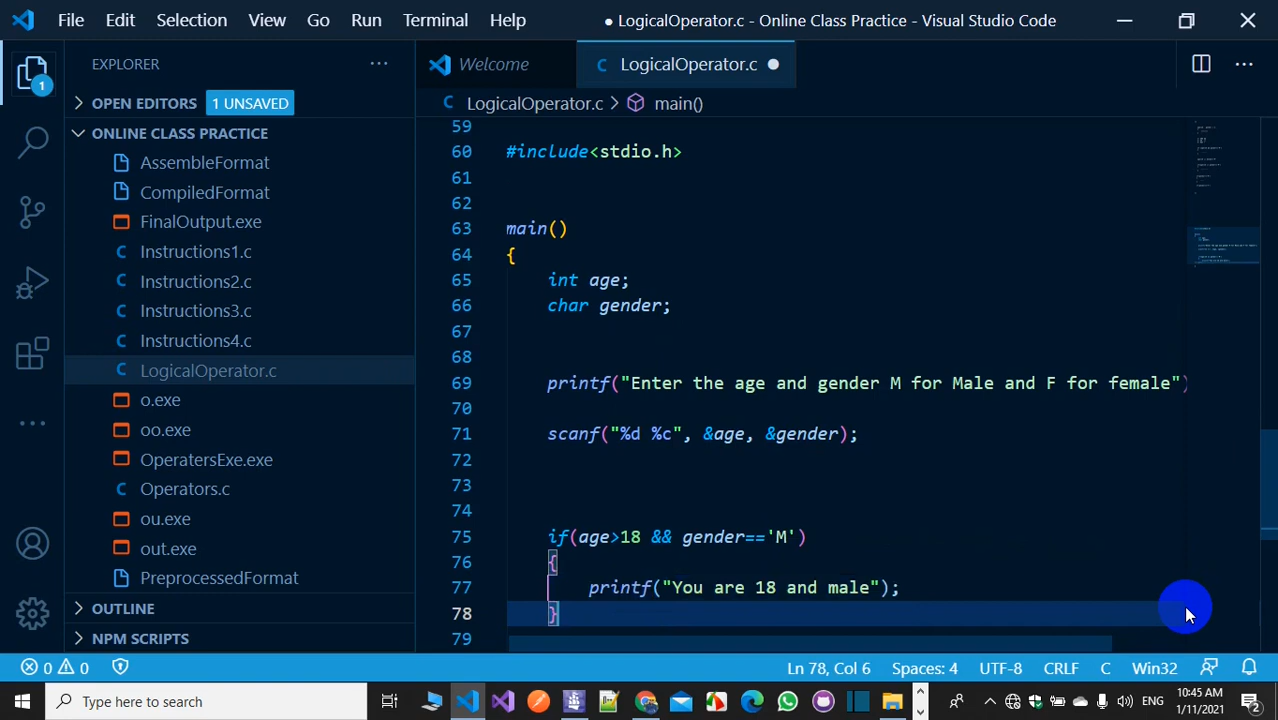 File Edit Selection View Go Run Terminal Help
● LogicalOperator.c - Online Class Practice - Visual Studio Code
EXPLORER
OPEN EDITORS 1 UNSAVED
ONLINE CLASS PRACTICE
AssembleFormat
CompiledFormat
FinalOutput.exe
C Instructions1.c
C Instructions2.c
C Instructions3.c
C Instructions4.c
C LogicalOperator.c
o.exe
oo.exe
OperatersExe.exe
C Operators.c
ou.exe
out.exe
PreprocessedFormat
OUTLINE
NPM SCRIPTS
1
Welcome
C LogicalOperator.c ●
C LogicalOperator.c > main()
59
60 #include<stdio.h>
61
62
63 main()
64 {
65 int age;
66 char gender;
67
68
69 printf("Enter the age and gender M for Male and F for female")
70
71 scanf("%d %c", &age, &gender);
72
73
74
75 if(age>18 && gender=='M')
76 {
77 printf("You are 18 and male");
78 }
79
0 0 Ln 78, Col 6 Spaces: 4 UTF-8 CRLF C Win32
Type here to search
ENG
10:45 AM
1/11/2021
2